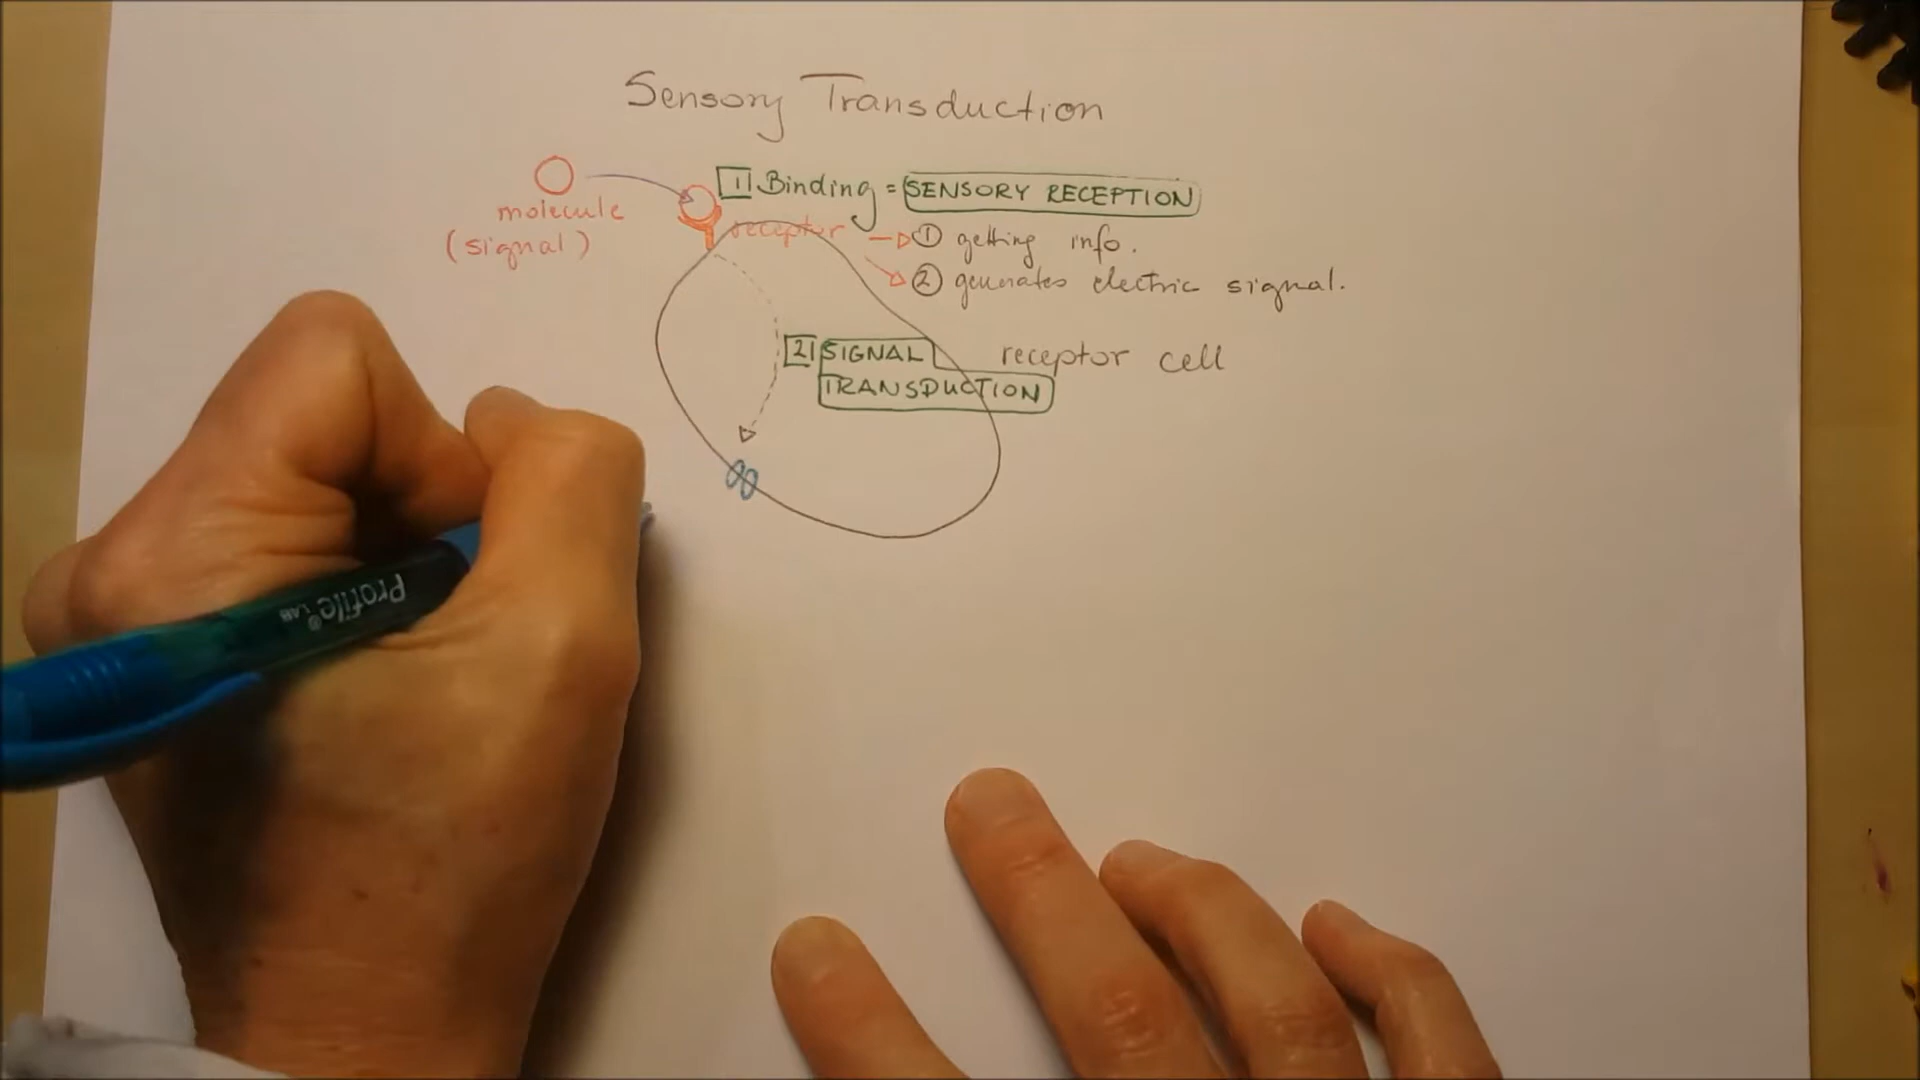 Sensory Transduction
1 Binding = SENSORY RECEPTION
molecule
(signal)
receptor
① getting info.
② generates electric signal.
2 SIGNAL
TRANSDUCTION
receptor cell
Profile® LAB